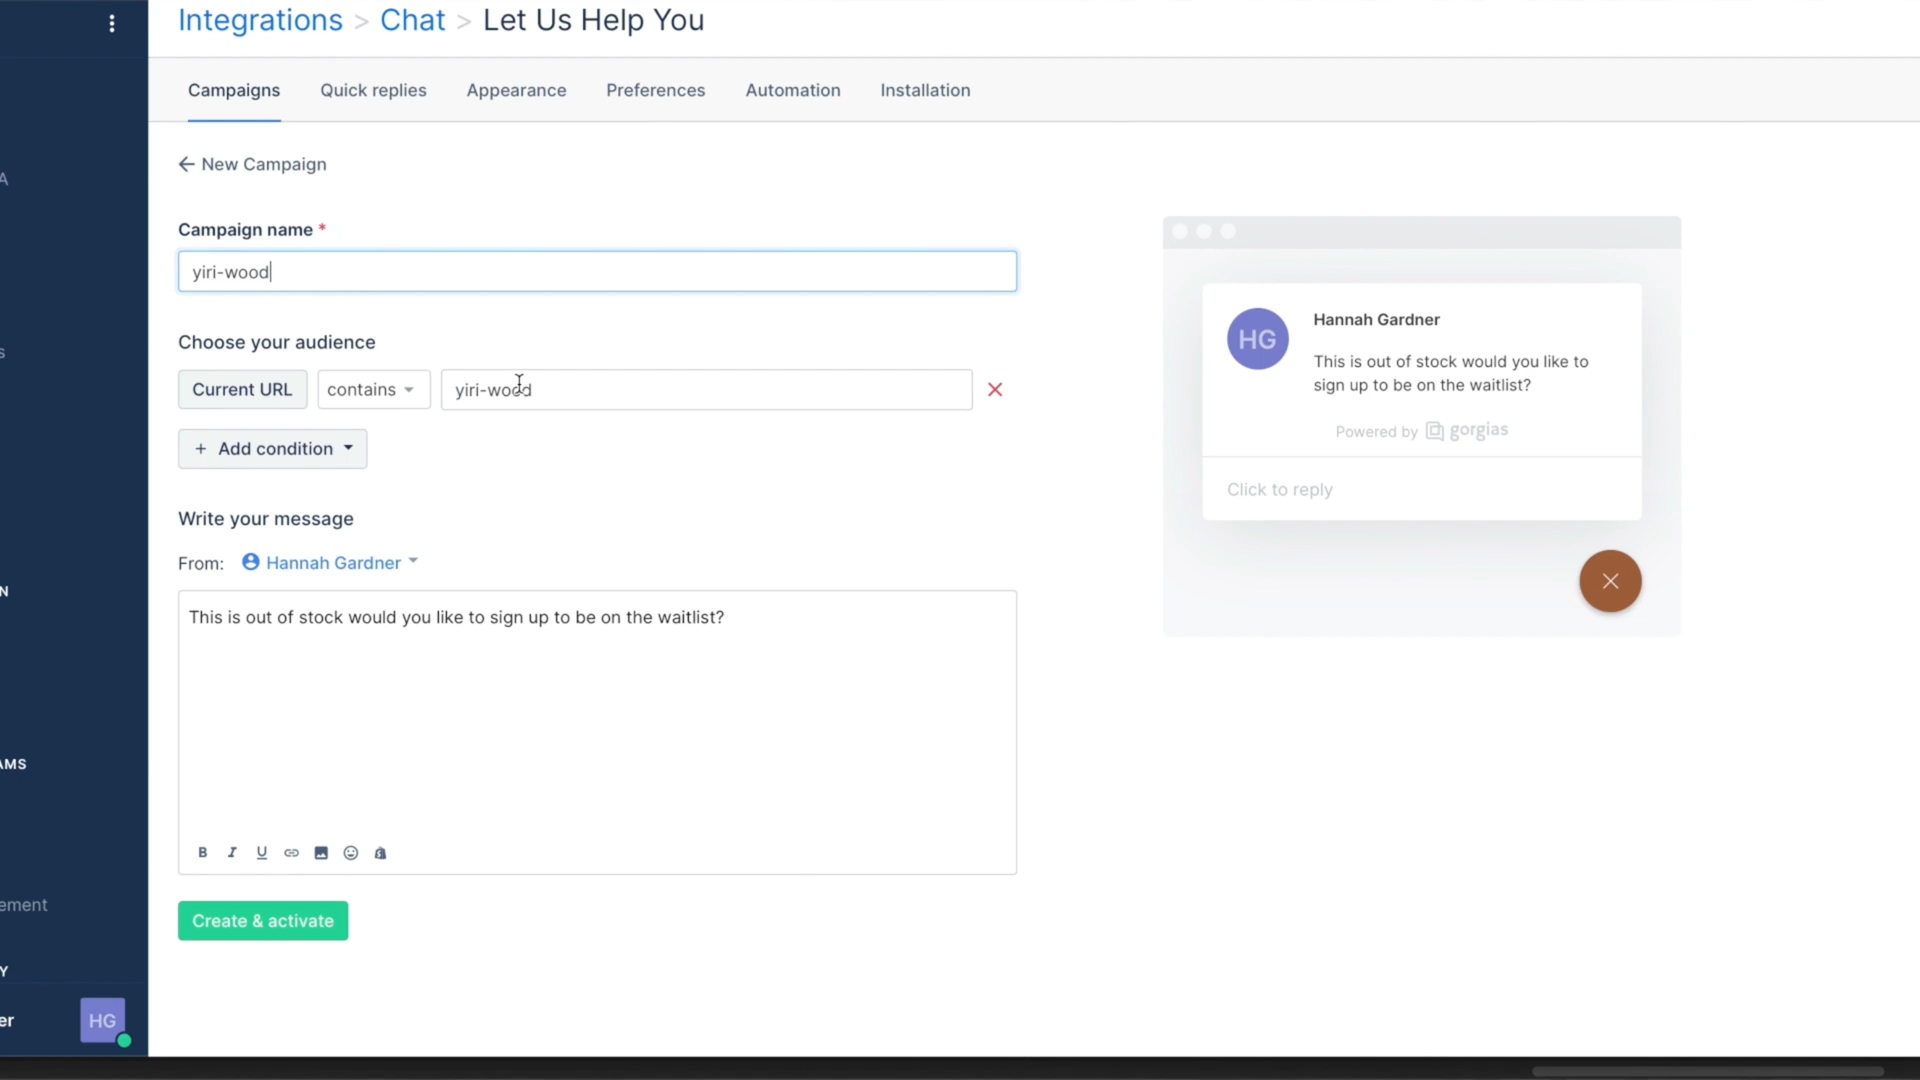 Integrations > Chat > Let Us Help You
Campaigns Quick replies Appearance Preferences Automation Installation
← New Campaign
Campaign name *
yiri-wood
Choose your audience
Current URL contains yiri-wood
+ Add condition
Write your message
From: Hannah Gardner
This is out of stock would you like to sign up to be on the waitlist?
B I U
Create & activate
HG
Hannah Gardner
This is out of stock would you like to
sign up to be on the waitlist?
Powered by gorgias
Click to reply
A
s
N
AMS
ement
Y
er
HG